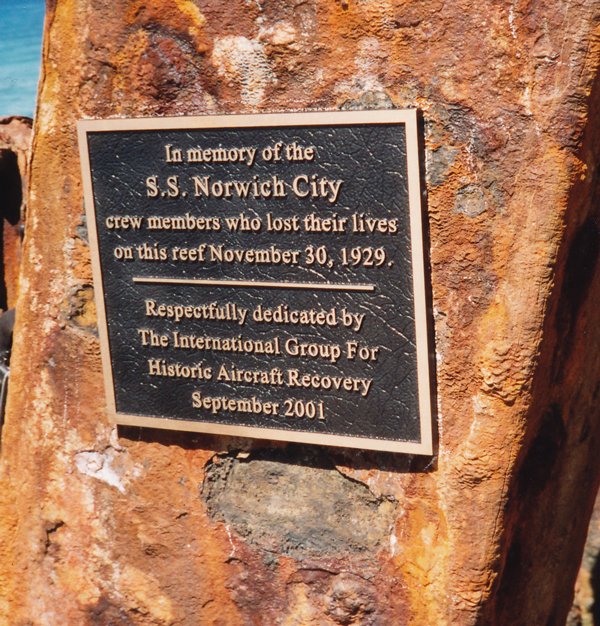 In memory of the
S.S. Norwich City
crew members who lost their lives
on this reef November 30, 1929.
Respectfully dedicated by
The International Group For
Historic Aircraft Recovery
September 2001